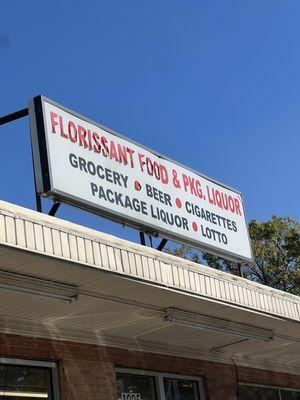 FLORISSANT FOOD & PKG. LIQUOR
GROCERY • BEER • CIGARETTES
PACKAGE LIQUOR • LOTTO